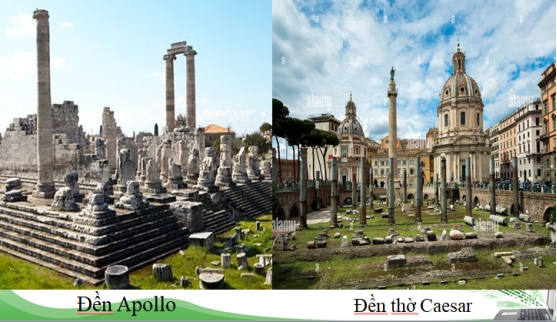 Đền Apollo
Đền thờ Caesar